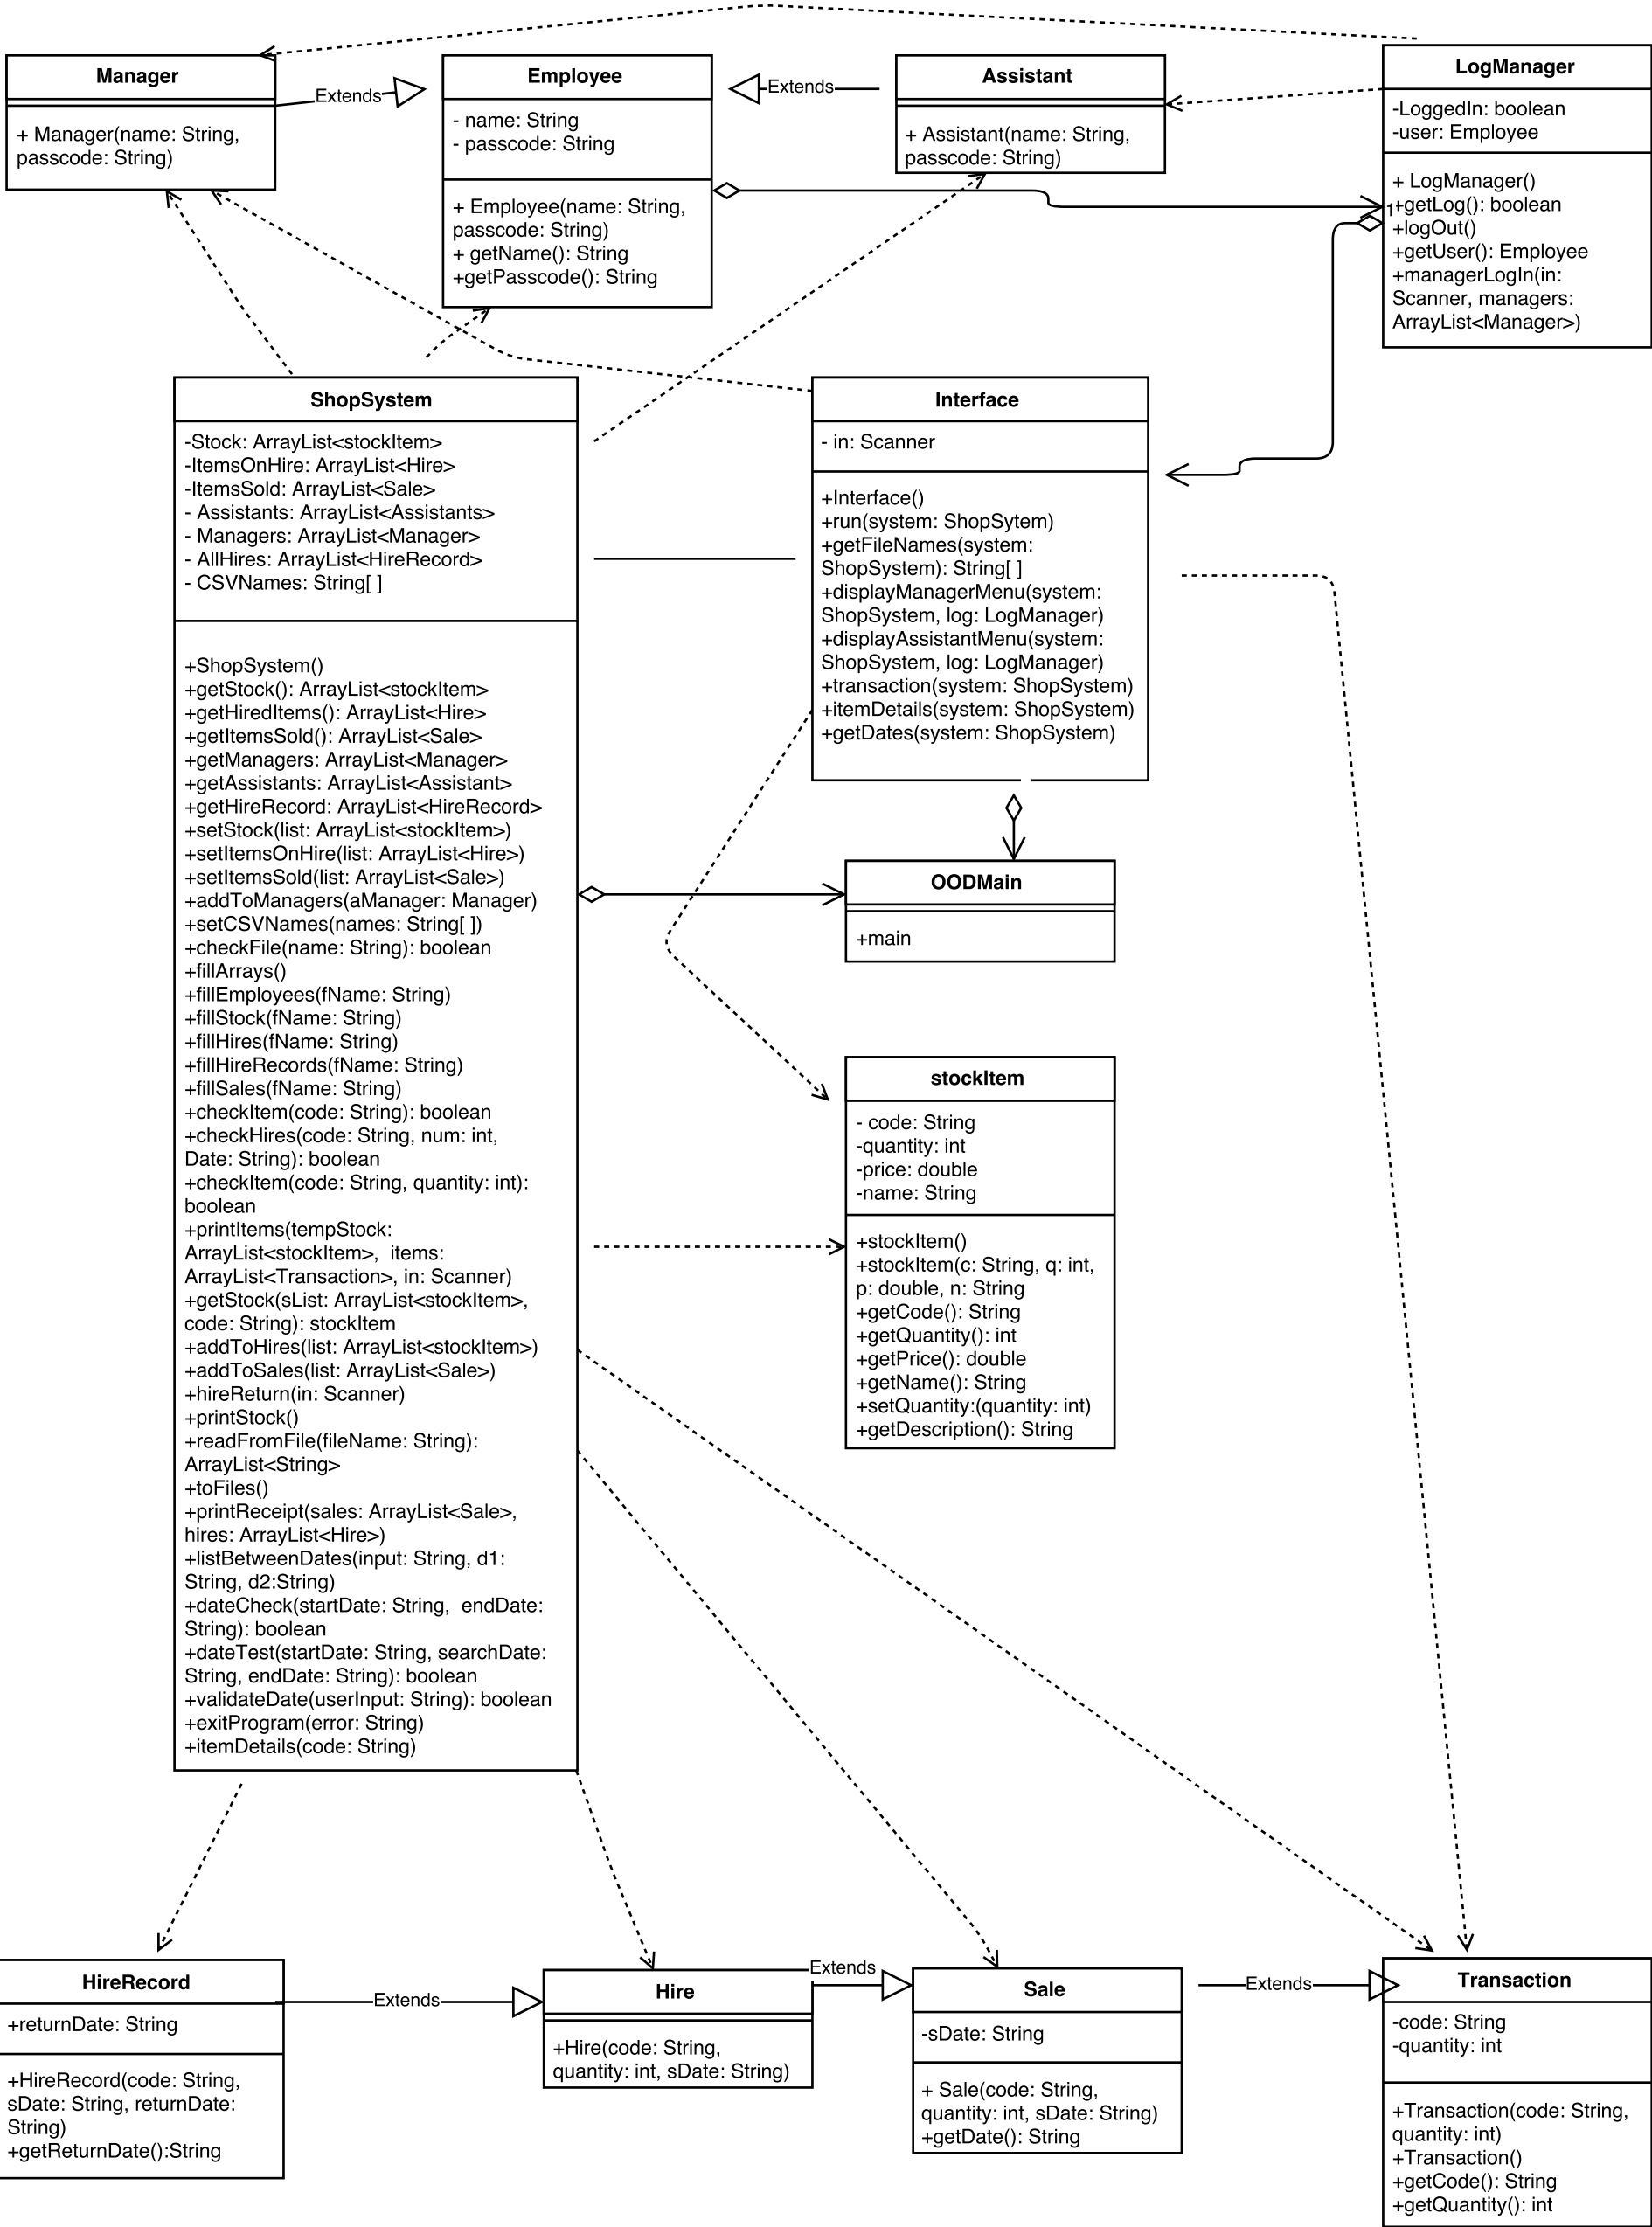 Manager
+ Manager(name: String,
passcode: String)
Extends
Employee
- name: String
- passcode: String
+ Employee(name: String,
passcode: String)
+ getName(): String
+getPasscode(): String
Extends
Assistant
+ Assistant(name: String,
passcode: String)
LogManager
-LoggedIn: boolean
-user: Employee
+ LogManager()
1
+getLog(): boolean
+logOut()
+getUser(): Employee
+managerLogIn(in:
Scanner, managers:
ArrayList<Manager>)
ShopSystem
-Stock: ArrayList<stockItem>
-ItemsOnHire: ArrayList<Hire>
-ItemsSold: ArrayList<Sale>
- Assistants: ArrayList<Assistants>
- Managers: ArrayList<Manager>
- AllHires: ArrayList<HireRecord>
- CSVNames: String[ ]
+ShopSystem()
+getStock(): ArrayList<stockItem>
+getHiredItems(): ArrayList<Hire>
+getItemsSold(): ArrayList<Sale>
+getManagers: ArrayList<Manager>
+getAssistants: ArrayList<Assistant>
+getHireRecord: ArrayList<HireRecord>
+setStock(list: ArrayList<stockItem>)
+setItemsOnHire(list: ArrayList<Hire>)
+setItemsSold(list: ArrayList<Sale>)
+addToManagers(aManager: Manager)
+setCSVNames(names: String[ ])
+checkFile(name: String): boolean
+fillArrays()
+fillEmployees(fName: String)
+fillStock(fName: String)
+fillHires(fName: String)
+fillHireRecords(fName: String)
+fillSales(fName: String)
+checkItem(code: String): boolean
+checkHires(code: String, num: int,
Date: String): boolean
+checkItem(code: String, quantity: int):
boolean
+printItems(tempStock:
ArrayList<stockItem>,  items:
ArrayList<Transaction>, in: Scanner)
+getStock(sList: ArrayList<stockItem>,
code: String): stockItem
+addToHires(list: ArrayList<stockItem>)
+addToSales(list: ArrayList<Sale>)
+hireReturn(in: Scanner)
+printStock()
+readFromFile(fileName: String):
ArrayList<String>
+toFiles()
+printReceipt(sales: ArrayList<Sale>,
hires: ArrayList<Hire>)
+listBetweenDates(input: String, d1:
String, d2:String)
+dateCheck(startDate: String,  endDate:
String): boolean
+dateTest(startDate: String, searchDate:
String, endDate: String): boolean
+validateDate(userInput: String): boolean
+exitProgram(error: String)
+itemDetails(code: String)
Interface
- in: Scanner
+Interface()
+run(system: ShopSytem)
+getFileNames(system:
ShopSystem): String[ ]
+displayManagerMenu(system:
ShopSystem, log: LogManager)
+displayAssistantMenu(system:
ShopSystem, log: LogManager)
+transaction(system: ShopSystem)
+itemDetails(system: ShopSystem)
+getDates(system: ShopSystem)
OODMain
+main
stockItem
- code: String
-quantity: int
-price: double
-name: String
+stockItem()
+stockItem(c: String, q: int,
p: double, n: String
+getCode(): String
+getQuantity(): int
+getPrice(): double
+getName(): String
+setQuantity:(quantity: int)
+getDescription(): String
HireRecord
+returnDate: String
+HireRecord(code: String,
sDate: String, returnDate:
String)
+getReturnDate():String
Extends
Hire
+Hire(code: String,
quantity: int, sDate: String)
Extends
Sale
-sDate: String
+ Sale(code: String,
quantity: int, sDate: String)
+getDate(): String
Extends
Transaction
-code: String
-quantity: int
+Transaction(code: String,
quantity: int)
+Transaction()
+getCode(): String
+getQuantity(): int